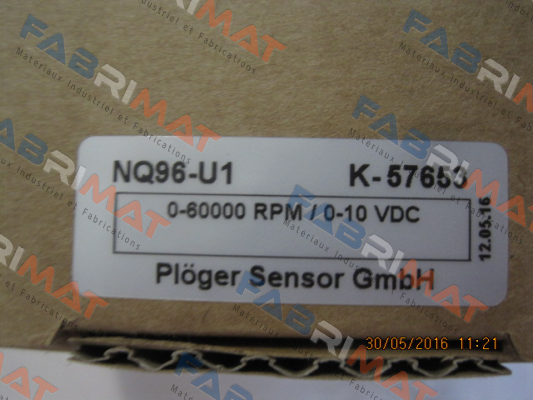 NQ96-U1 K-57653
0-60000 RPM / 0-10 VDC
12.05.16
Plöger Sensor GmbH
30/05/2016 11:21
FABRIMAT
Materiaux Industriel et Fabrications